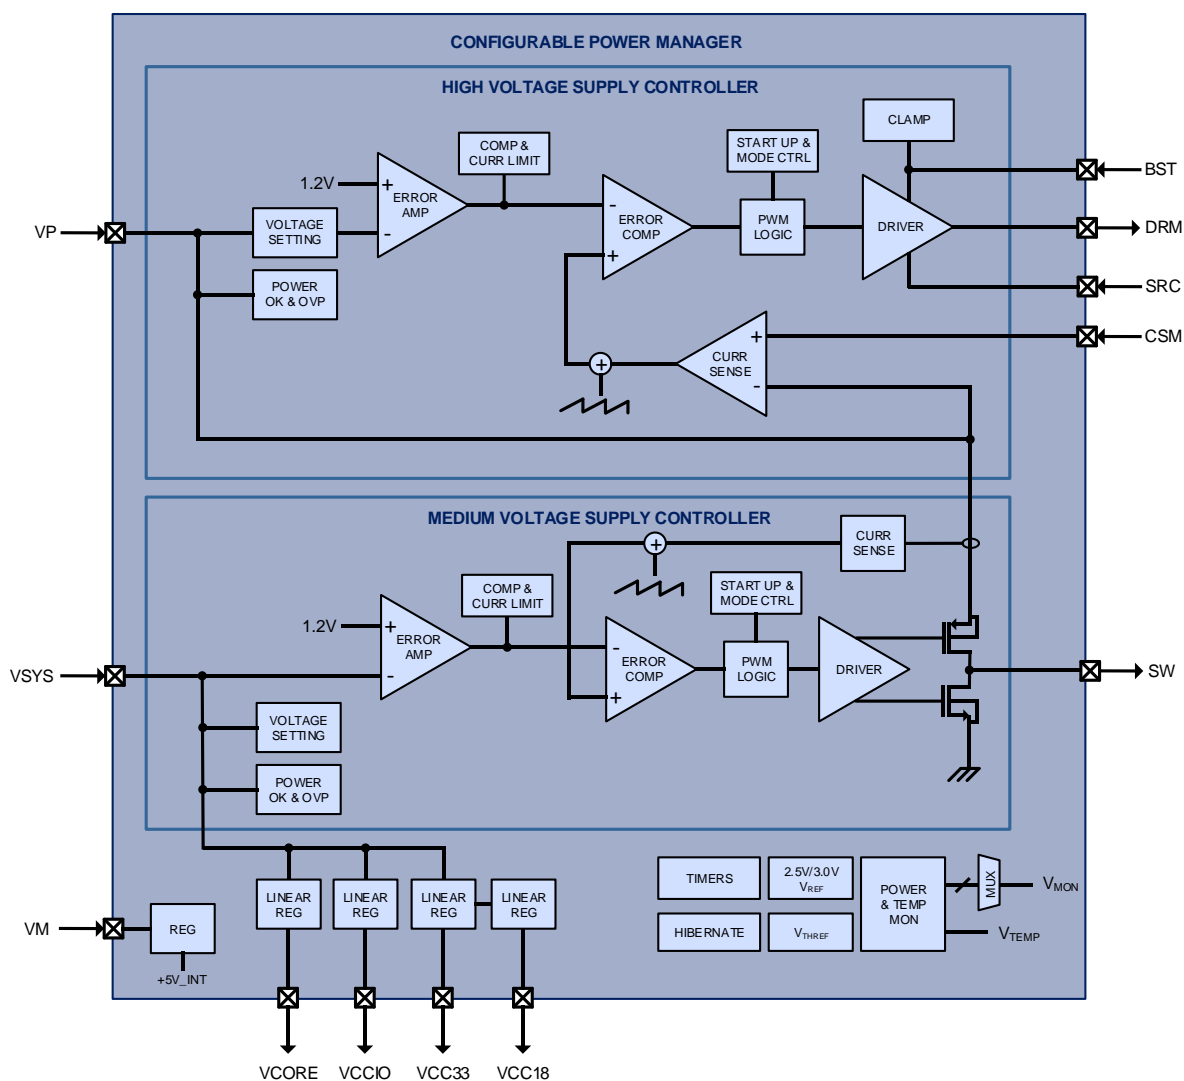 CONFIGURABLE POWER MANAGER
HIGH VOLTAGE SUPPLY CONTROLLER
CLAMP
COMP &
CURR LIMIT
START UP &
MODE CTRL
BST
1.2V
+
ERROR
AMP
-
VOLTAGE
SETTING
VP
-
ERROR
COMP
+
PWM
LOGIC
DRIVER
DRM
POWER
OK & OVP
SRC
CSM
+
CURR
SENSE
-
+
MEDIUM VOLTAGE SUPPLY CONTROLLER
CURR
SENSE
+
COMP &
CURR LIMIT
START UP &
MODE CTRL
1.2V
+
ERROR
AMP
-
VSYS
-
ERROR
COMP
+
PWM
LOGIC
DRIVER
SW
VOLTAGE
SETTING
POWER
OK & OVP
LINEAR
REG
LINEAR
REG
LINEAR
REG
LINEAR
REG
TIMERS
2.5V/3.0V
VREF
POWER
& TEMP
MON
MUX
VMON
HIBERNATE
VTHREF
VTEMP
VM
REG
+5V_INT
VCORE
VCCIO
VCC33
VCC18